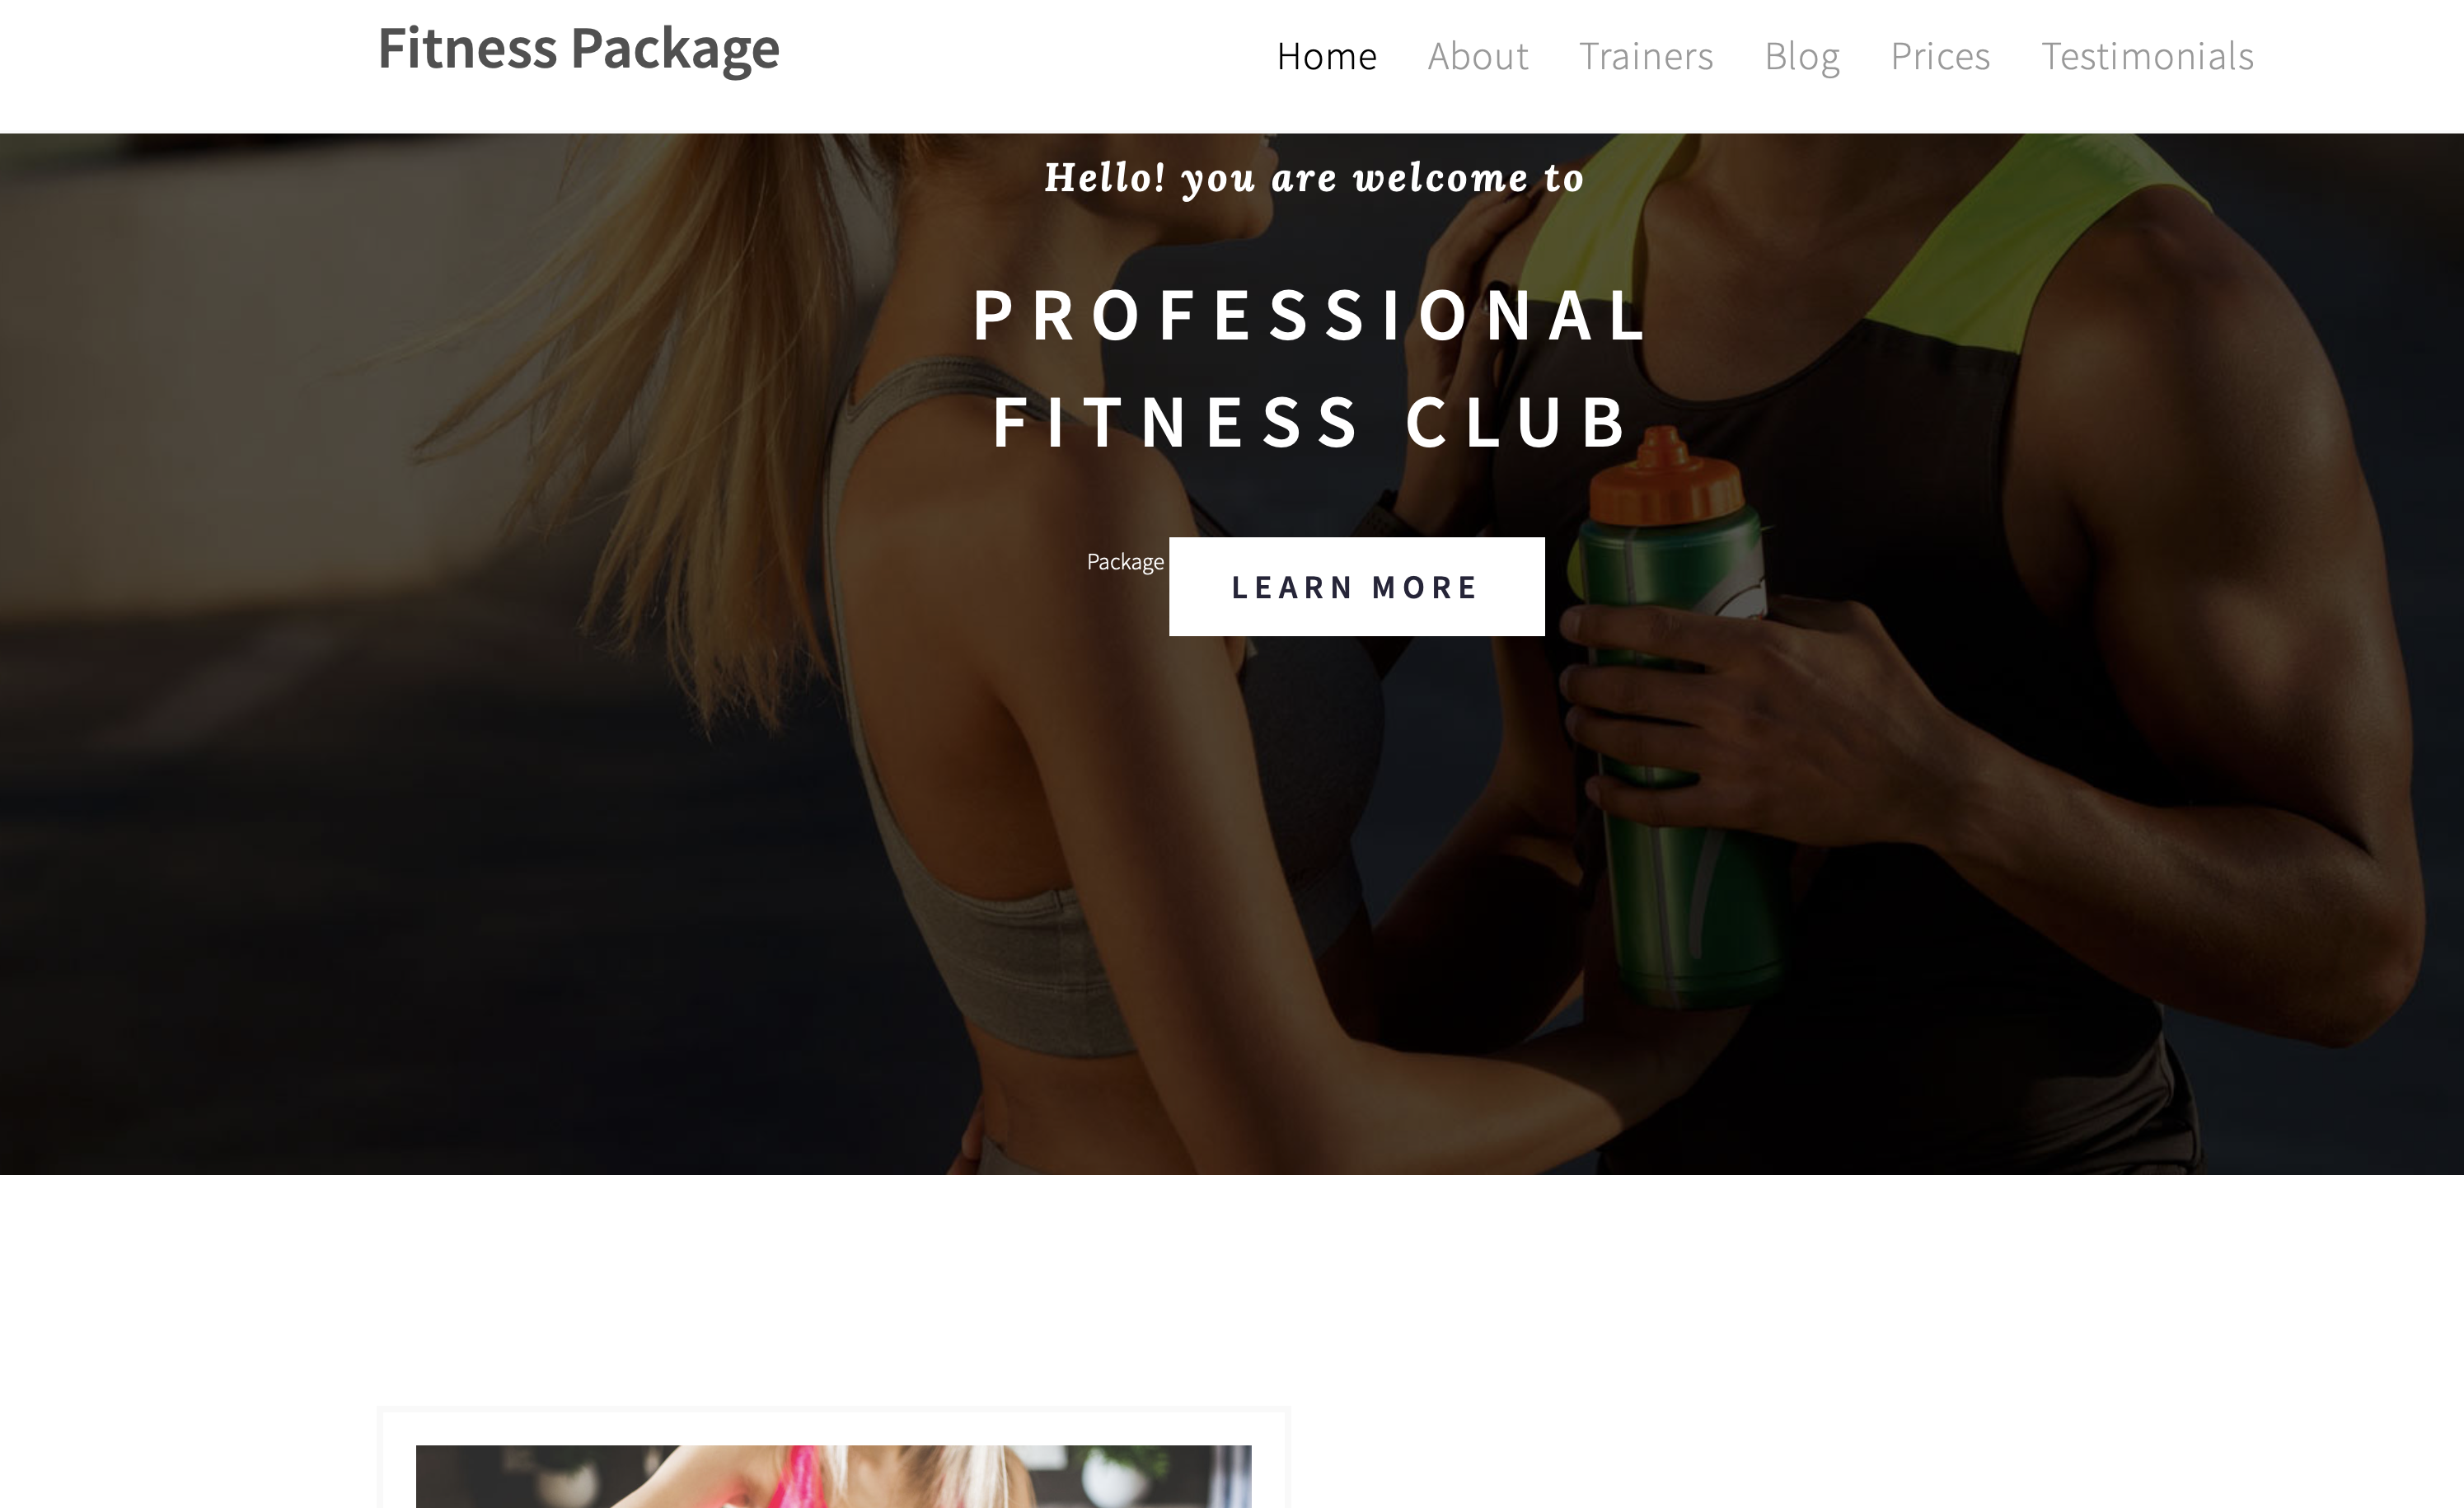 Fitness Package
Home About Trainers Blog Prices Testimonials
Hello! you are welcome to
PROFESSIONAL
FITNESS CLUB
Package
LEARN MORE